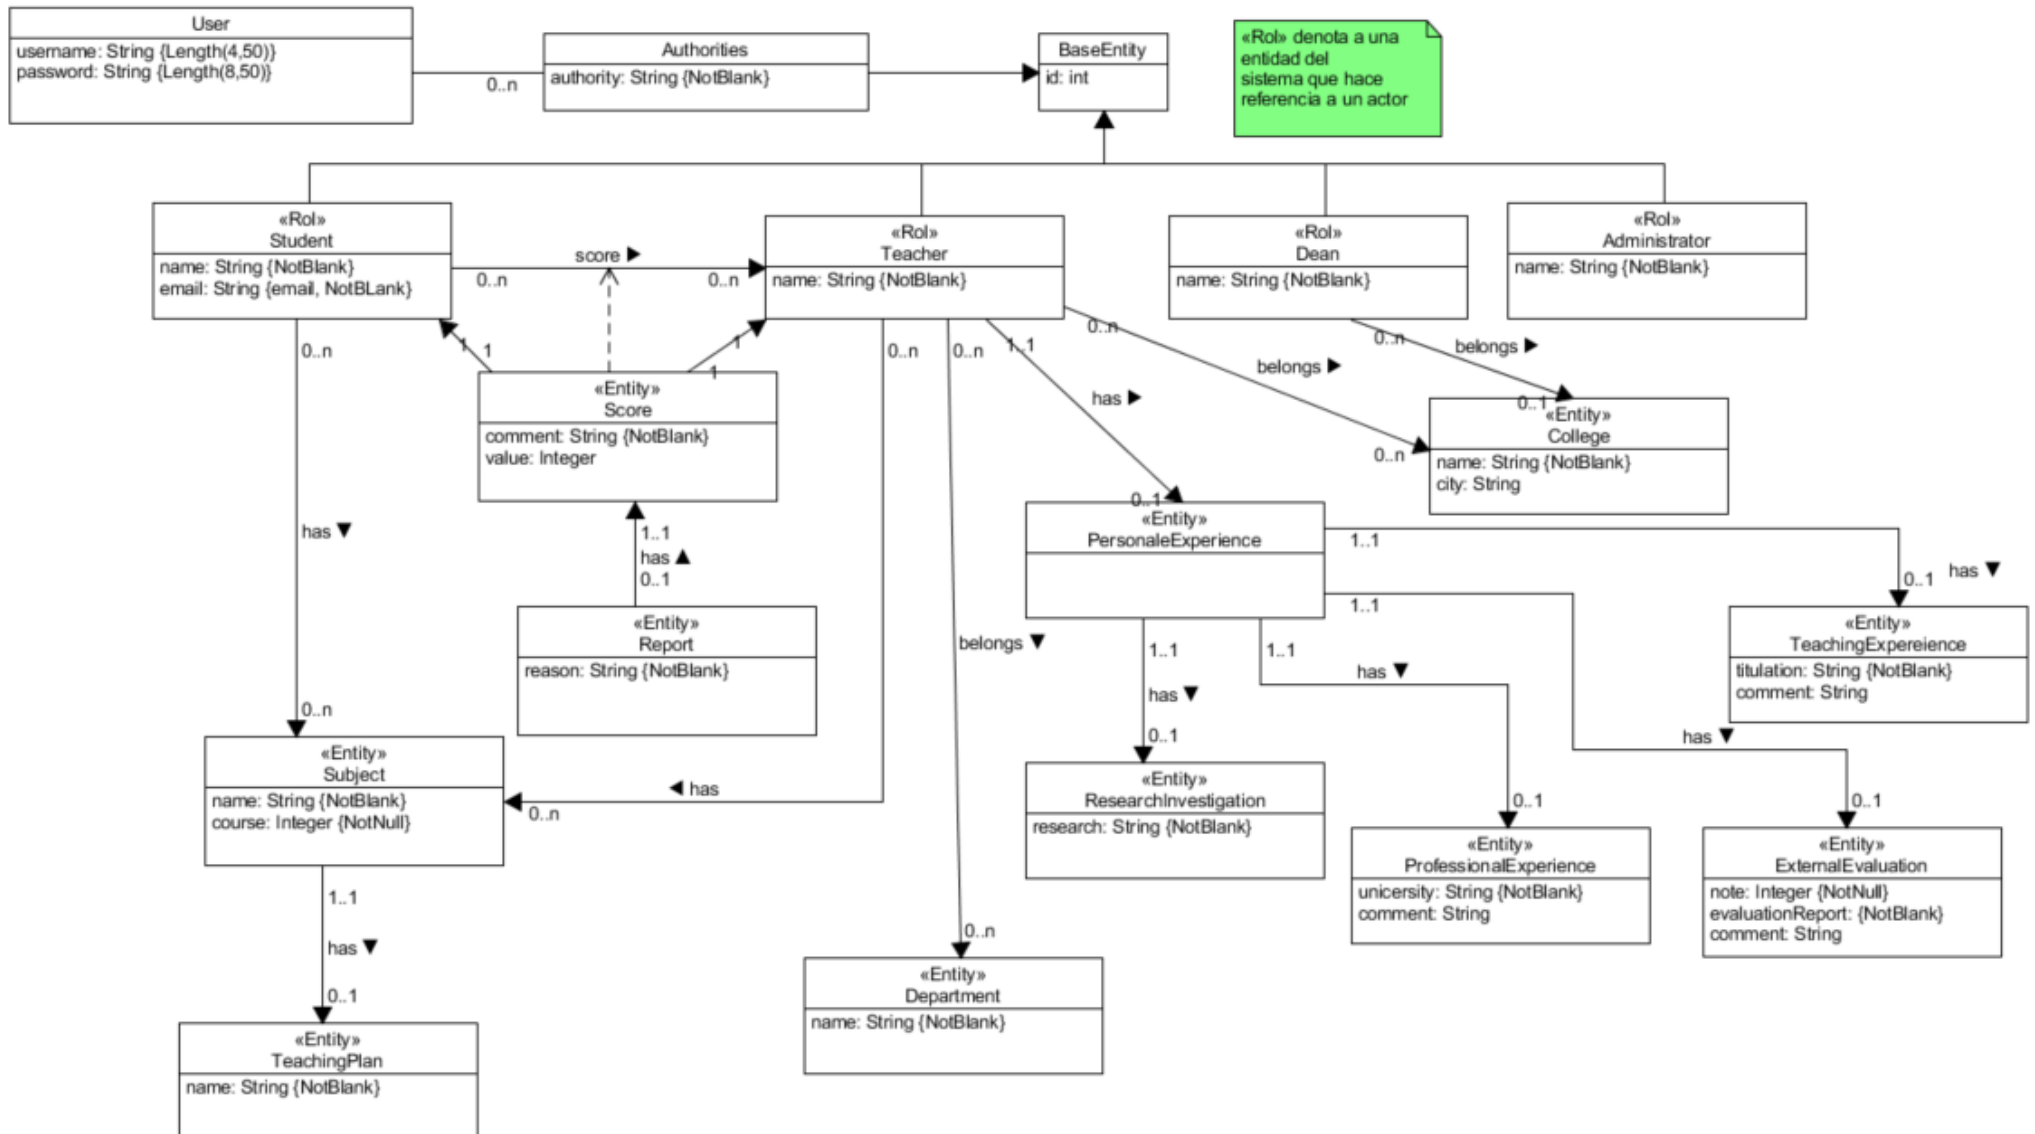 User
username: String {Length(4,50)}
password: String {Length(8,50)}
0..n
Authorities
authority: String {NotBlank}
BaseEntity
id: int
«Rol» denota a una
entidad del
sistema que hace
referencia a un actor
«Rol»
Student
name: String {NotBlank}
email: String {email, NotBLank}
score ►
0..n
0..n
«Rol»
Teacher
name: String {NotBlank}
«Rol»
Dean
name: String {NotBlank}
«Rol»
Administrator
name: String {NotBlank}
0..n
1
1
1
1
0..n
0..n
1..1
0..n
belongs ►
0..n
belongs ►
0..1
0..n
has ►
0..1
«Entity»
Score
comment: String {NotBlank}
value: Integer
«Entity»
College
name: String {NotBlank}
city: String
has ▼
1..1
has ▲
0..1
«Entity»
PersonaleExperience
1..1
0..1
has ▼
1..1
«Entity»
Report
reason: String {NotBlank}
belongs ▼
1..1
has ▼
0..1
1..1
has ▼
«Entity»
TeachingExpereience
titulation: String {NotBlank}
comment: String
has ▼
0..n
«Entity»
Subject
name: String {NotBlank}
course: Integer {NotNull}
◄ has
0..n
«Entity»
ResearchInvestigation
research: String {NotBlank}
0..1
0..1
«Entity»
ProfessionalExperience
unicersity: String {NotBlank}
comment: String
«Entity»
ExternalEvaluation
note: Integer {NotNull}
evaluationReport: {NotBlank}
comment: String
1..1
has ▼
0..1
0..n
«Entity»
Department
name: String {NotBlank}
«Entity»
TeachingPlan
name: String {NotBlank}